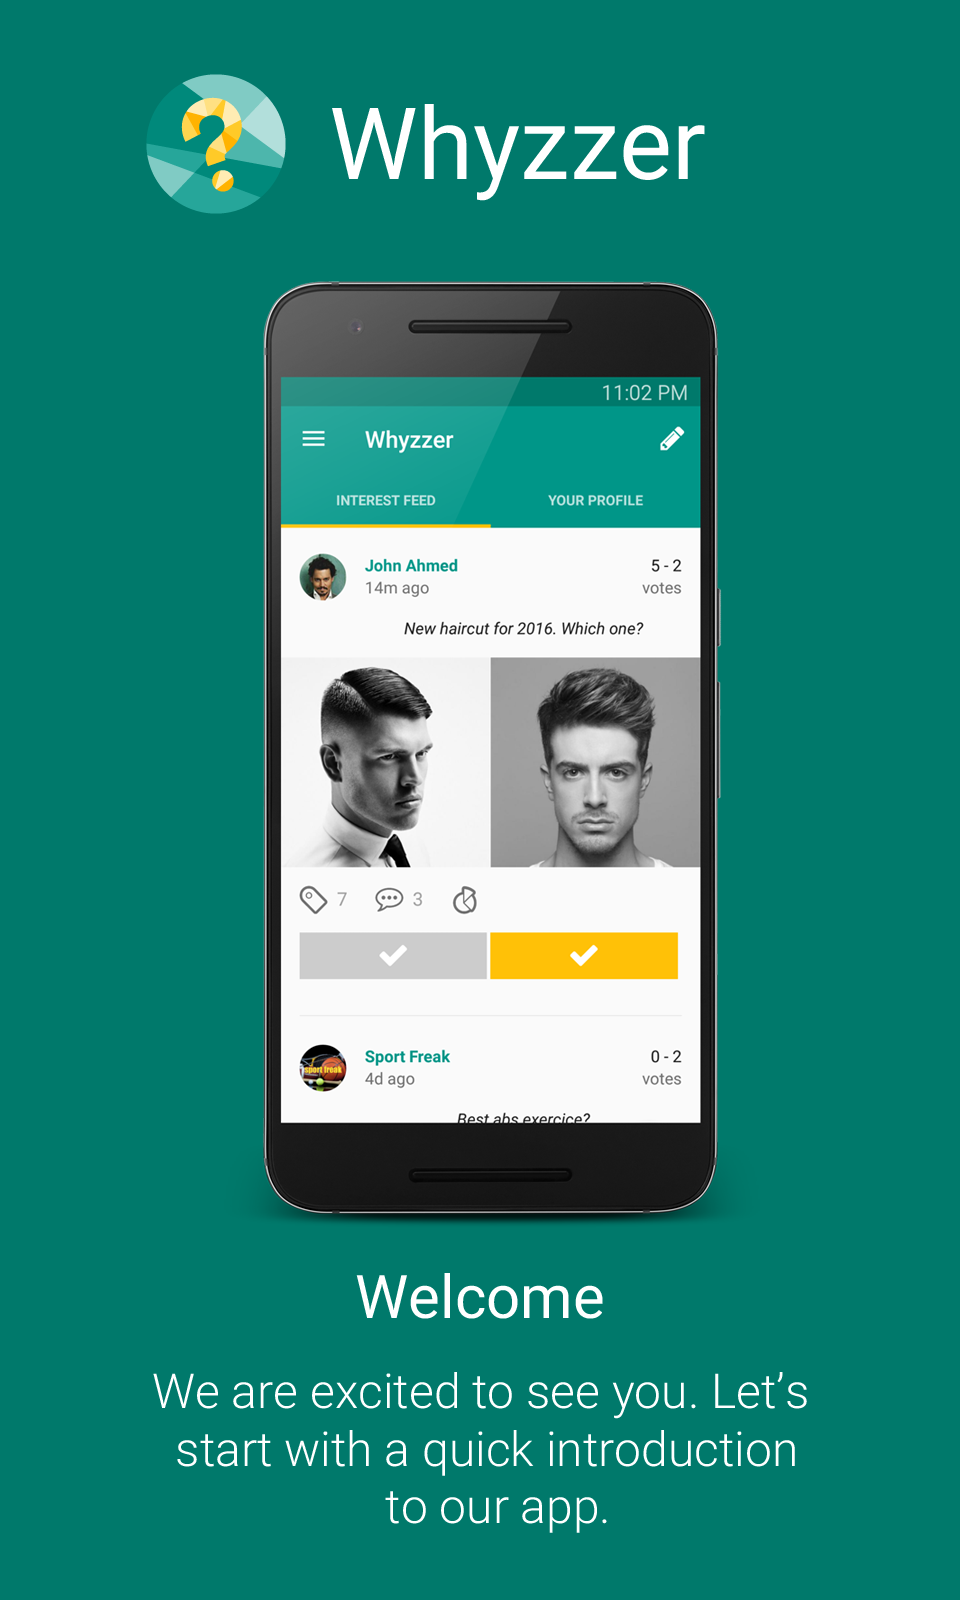 ?
Whyzzer
11:02 PM
Whyzzer
INTEREST FEED
YOUR PROFILE
John Ahmed
5 - 2
14m ago
votes
New haircut for 2016. Which one?
7
3
sport freak
Sport Freak
0 - 2
4d ago
votes
Best abs exercice?
Welcome
We are excited to see you. Let’s
start with a quick introduction
to our app.